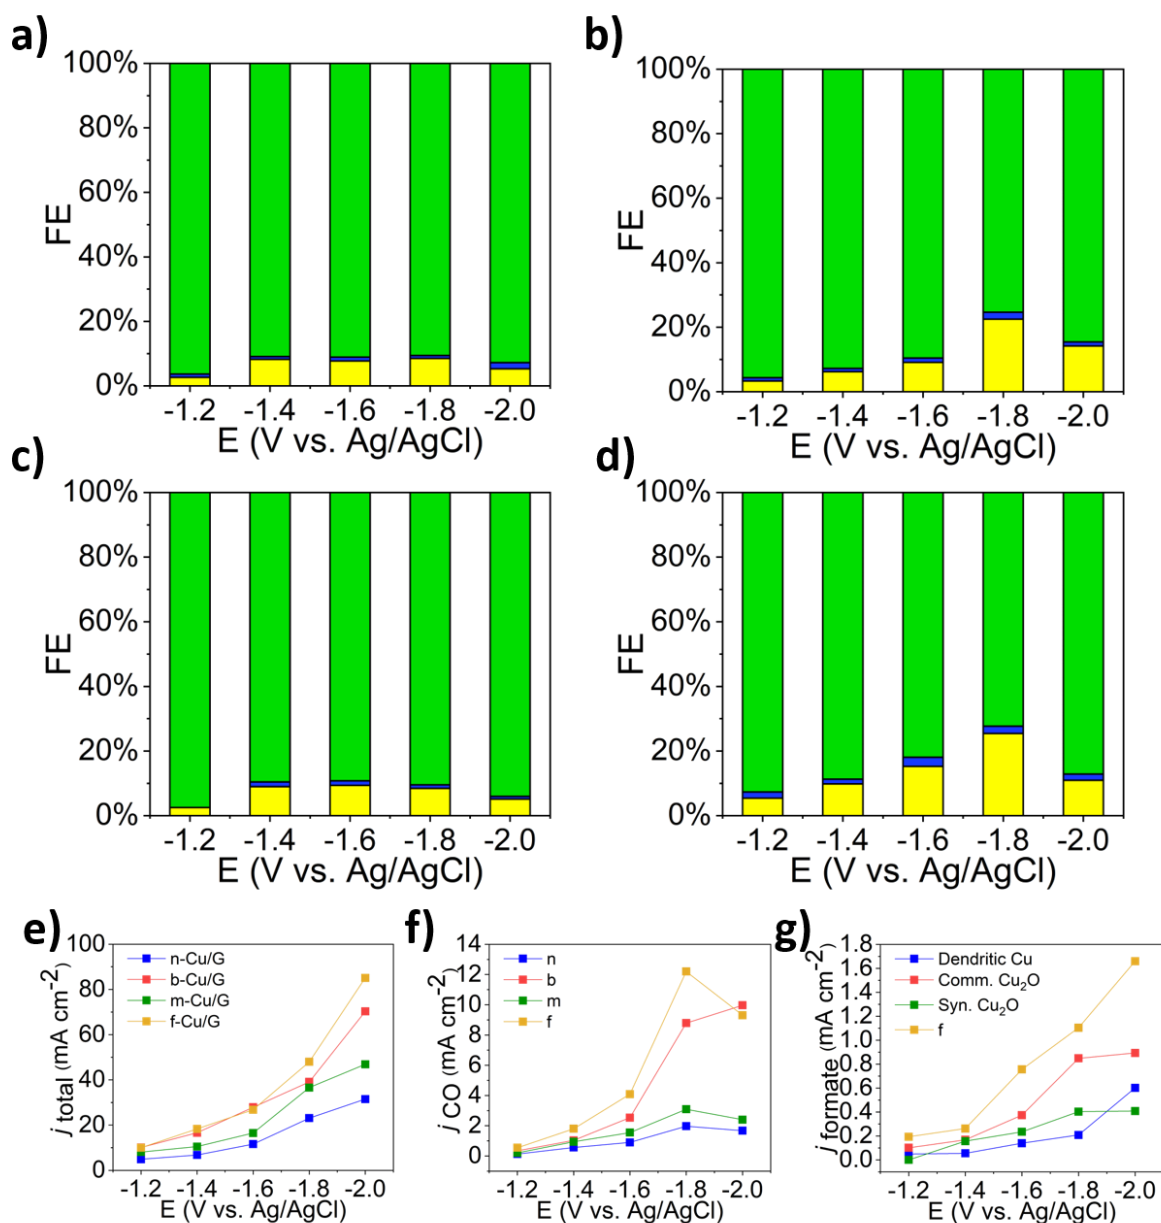 a)
100%
80%
60%
40%
20%
0%
FE
-1.2 -1.4 -1.6 -1.8 -2.0
E (V vs. Ag/AgCl)
b)
100%
80%
60%
40%
20%
0%
FE
-1.2 -1.4 -1.6 -1.8 -2.0
E (V vs. Ag/AgCl)
c)
100%
80%
60%
40%
20%
0%
FE
-1.2 -1.4 -1.6 -1.8 -2.0
E (V vs. Ag/AgCl)
d)
100%
80%
60%
40%
20%
0%
FE
-1.2 -1.4 -1.6 -1.8 -2.0
E (V vs. Ag/AgCl)
e)
100
80
60
40
20
0
j total (mA cm⁻²)
n-Cu/G
b-Cu/G
m-Cu/G
f-Cu/G
-1.2 -1.4 -1.6 -1.8 -2.0
E (V vs. Ag/AgCl)
f)
14
12
10
8
6
4
2
0
j CO (mA cm⁻²)
n
b
m
f
-1.2 -1.4 -1.6 -1.8 -2.0
E (V vs. Ag/AgCl)
g)
1.8
1.6
1.4
1.2
1.0
0.8
0.6
0.4
0.2
0.0
j formate (mA cm⁻²)
Dendritic Cu
Comm. Cu₂O
Syn. Cu₂O
f
-1.2 -1.4 -1.6 -1.8 -2.0
E (V vs. Ag/AgCl)